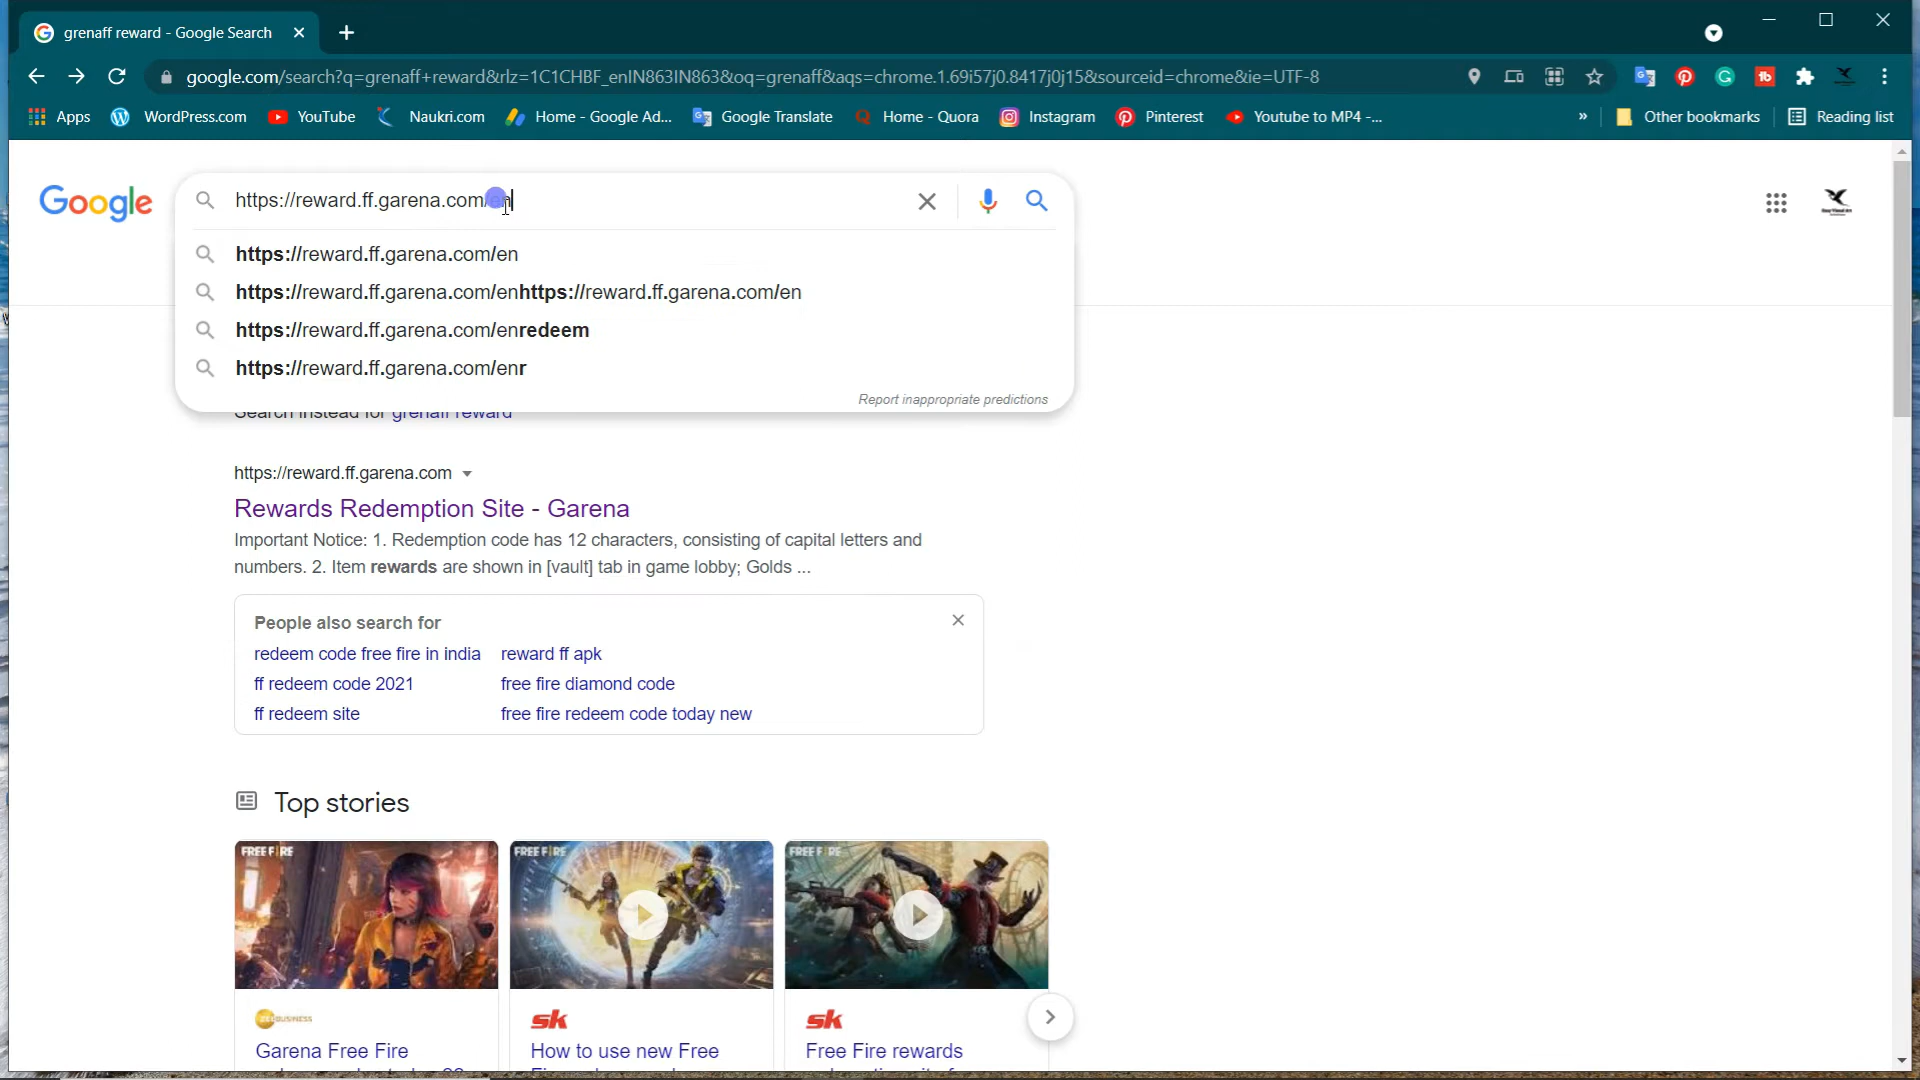 grenaff reward - Google Search
google.com/search?q=grenaff+reward&rlz=1C1CHBF_enIN863IN863&oq=grenaff&aqs=chrome.1.69i57j0.8417j0j15&sourceid=chrome&ie=UTF-8
Apps WordPress.com YouTube Naukri.com Home - Google Ad... Google Translate Home - Quora Instagram Pinterest Youtube to MP4 -... » Other bookmarks Reading list
Google
https://reward.ff.garena.com/en
https://reward.ff.garena.com/en
https://reward.ff.garena.com/enhttps://reward.ff.garena.com/en
https://reward.ff.garena.com/enredeem
https://reward.ff.garena.com/enr
Report inappropriate predictions
Search instead for grenaff reward
https://reward.ff.garena.com
Rewards Redemption Site - Garena
Important Notice: 1. Redemption code has 12 characters, consisting of capital letters and
numbers. 2. Item rewards are shown in [vault] tab in game lobby; Golds ...
People also search for
redeem code free fire in india reward ff apk
ff redeem code 2021 free fire diamond code
ff redeem site free fire redeem code today new
Top stories
FREE FIRE FREE FIRE FREE FIRE
sk sk
Garena Free Fire How to use new Free Free Fire rewards